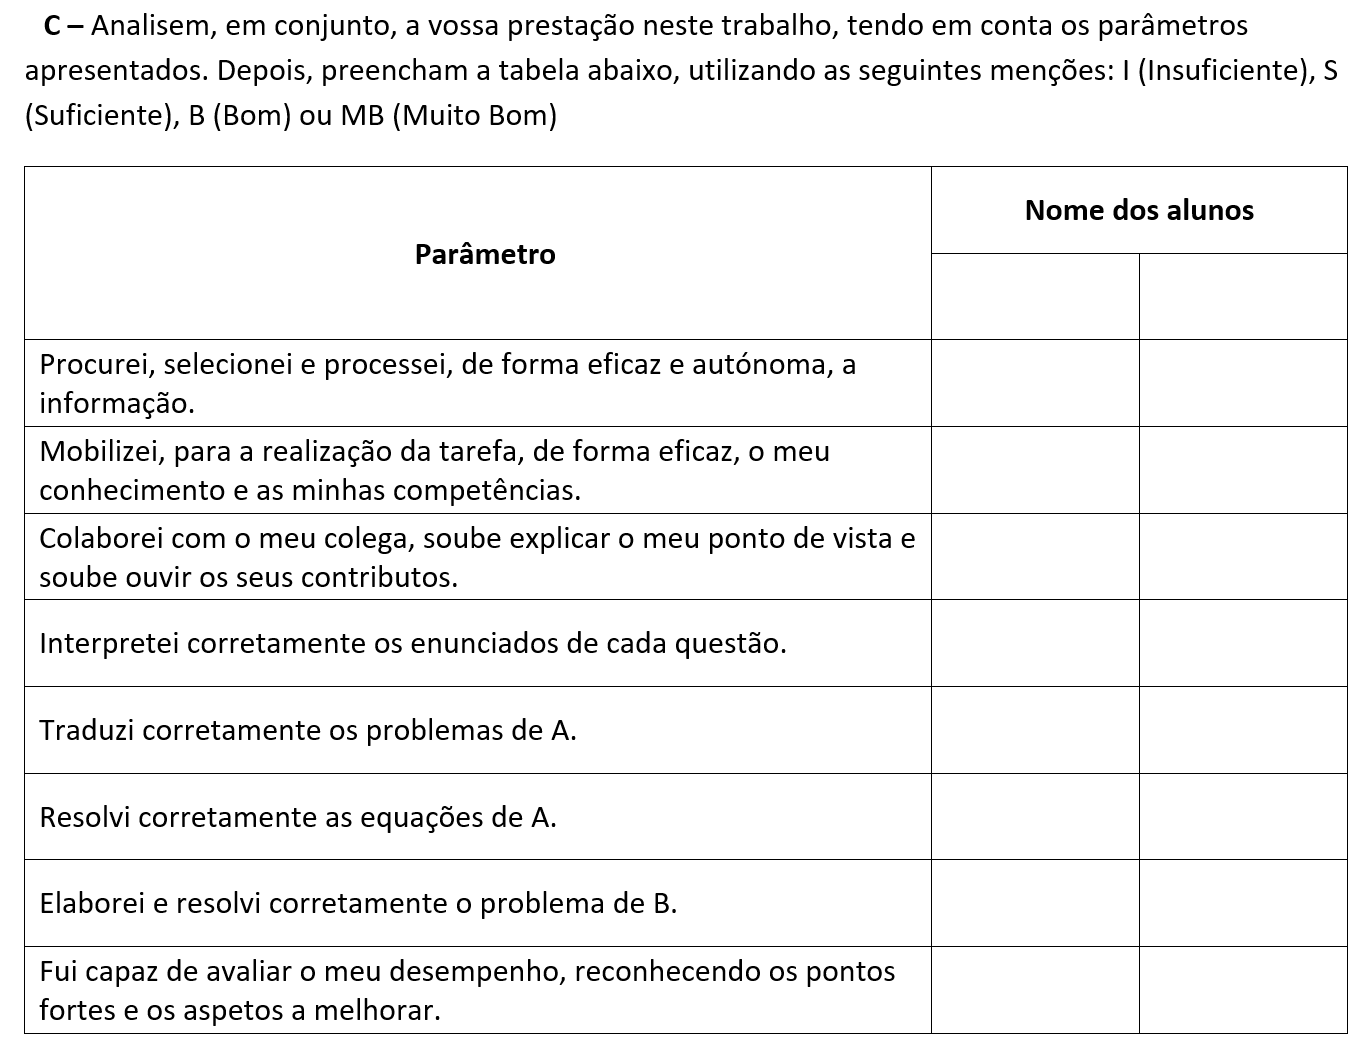 C – Analisem, em conjunto, a vossa prestação neste trabalho, tendo em conta os parâmetros
apresentados. Depois, preencham a tabela abaixo, utilizando as seguintes menções: I (Insuficiente), S
(Suficiente), B (Bom) ou MB (Muito Bom)
Parâmetro
Nome dos alunos
Procurei, selecionei e processei, de forma eficaz e autónoma, a
informação.
Mobilizei, para a realização da tarefa, de forma eficaz, o meu
conhecimento e as minhas competências.
Colaborei com o meu colega, soube explicar o meu ponto de vista e
soube ouvir os seus contributos.
Interpretei corretamente os enunciados de cada questão.
Traduzi corretamente os problemas de A.
Resolvi corretamente as equações de A.
Elaborei e resolvi corretamente o problema de B.
Fui capaz de avaliar o meu desempenho, reconhecendo os pontos
fortes e os aspetos a melhorar.